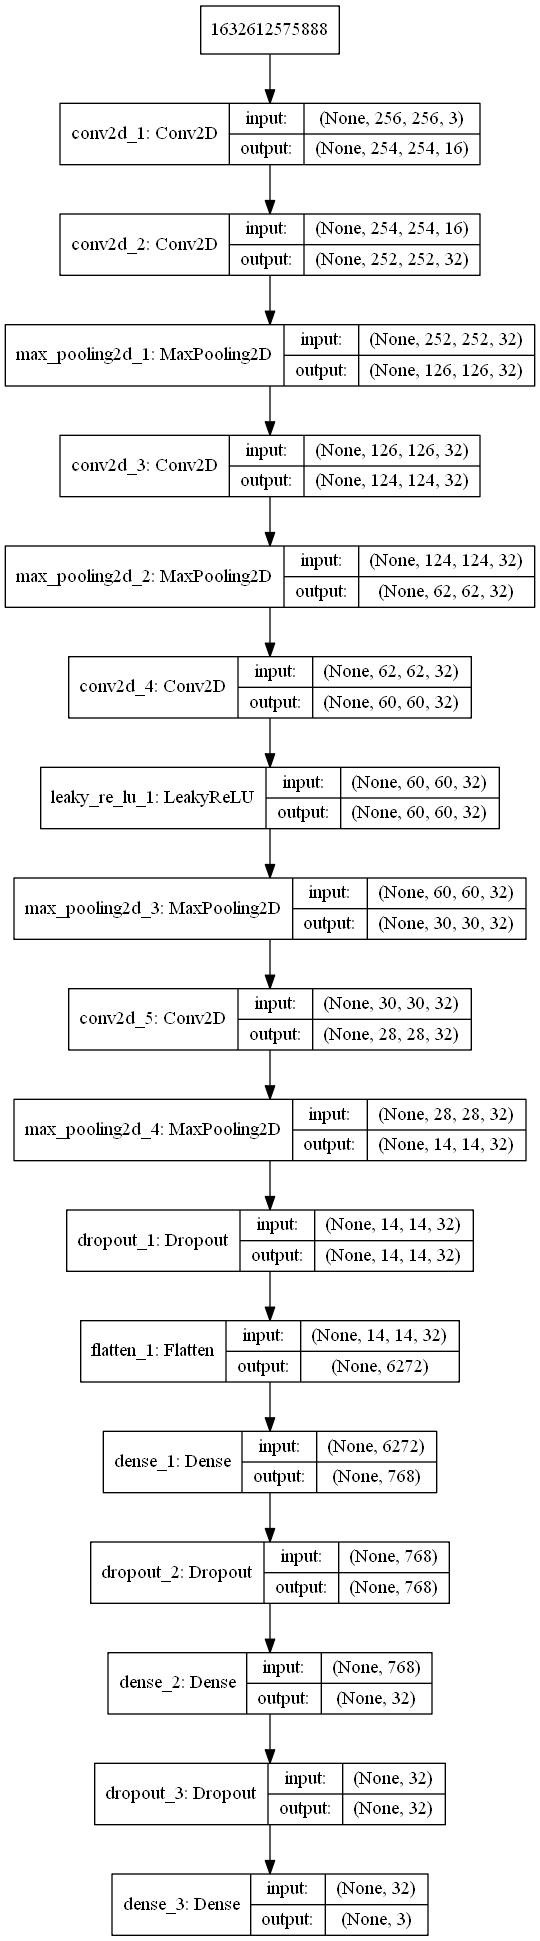 1632612575888
conv2d_1: Conv2D
input: (None, 256, 256, 3)
output: (None, 254, 254, 16)
conv2d_2: Conv2D
input: (None, 254, 254, 16)
output: (None, 252, 252, 32)
max_pooling2d_1: MaxPooling2D
input: (None, 252, 252, 32)
output: (None, 126, 126, 32)
conv2d_3: Conv2D
input: (None, 126, 126, 32)
output: (None, 124, 124, 32)
max_pooling2d_2: MaxPooling2D
input: (None, 124, 124, 32)
output: (None, 62, 62, 32)
conv2d_4: Conv2D
input: (None, 62, 62, 32)
output: (None, 60, 60, 32)
leaky_re_lu_1: LeakyReLU
input: (None, 60, 60, 32)
output: (None, 60, 60, 32)
max_pooling2d_3: MaxPooling2D
input: (None, 60, 60, 32)
output: (None, 30, 30, 32)
conv2d_5: Conv2D
input: (None, 30, 30, 32)
output: (None, 28, 28, 32)
max_pooling2d_4: MaxPooling2D
input: (None, 28, 28, 32)
output: (None, 14, 14, 32)
dropout_1: Dropout
input: (None, 14, 14, 32)
output: (None, 14, 14, 32)
flatten_1: Flatten
input: (None, 14, 14, 32)
output: (None, 6272)
dense_1: Dense
input: (None, 6272)
output: (None, 768)
dropout_2: Dropout
input: (None, 768)
output: (None, 768)
dense_2: Dense
input: (None, 768)
output: (None, 32)
dropout_3: Dropout
input: (None, 32)
output: (None, 32)
dense_3: Dense
input: (None, 32)
output: (None, 3)